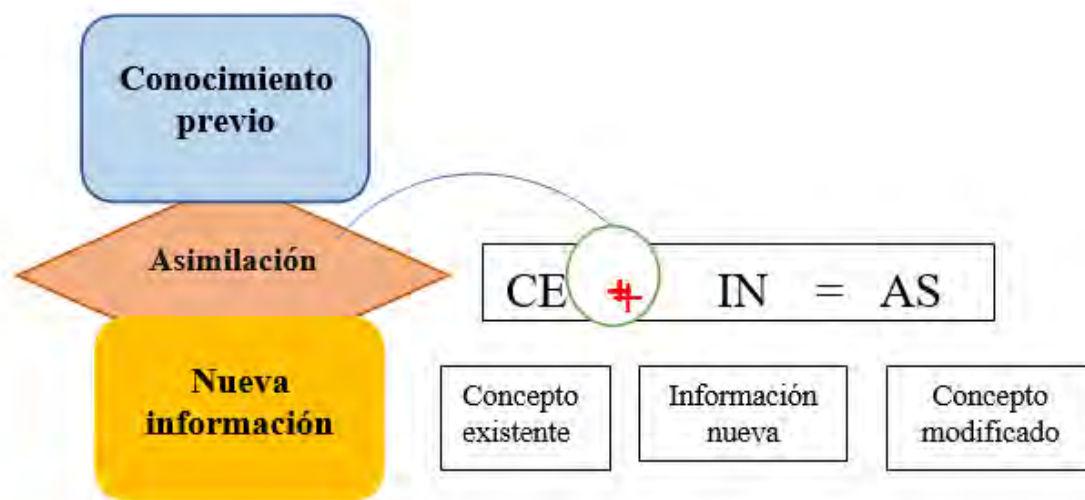 Conocimiento
previo
Asimilación
Nueva
información
CE + IN = AS
Concepto
existente
Información
nueva
Concepto
modificado